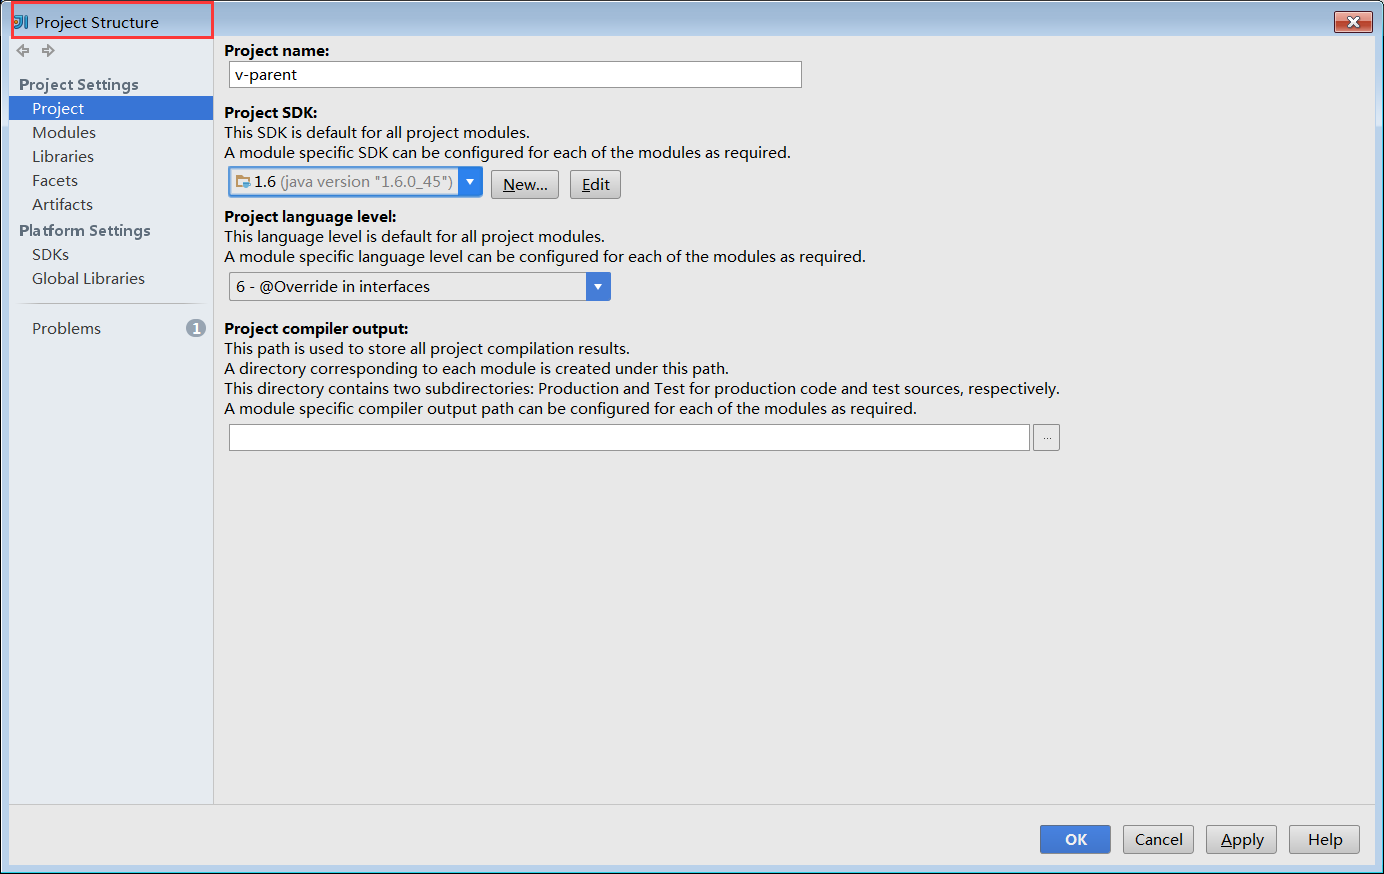 Project Structure
Project Settings
Project
Modules
Libraries
Facets
Artifacts
Platform Settings
SDKs
Global Libraries
Problems
1
Project name:
v-parent
Project SDK:
This SDK is default for all project modules.
A module specific SDK can be configured for each of the modules as required.
1.6 (java version "1.6.0_45")
New...
Edit
Project language level:
This language level is default for all project modules.
A module specific language level can be configured for each of the modules as required.
6 - @Override in interfaces
Project compiler output:
This path is used to store all project compilation results.
A directory corresponding to each module is created under this path.
This directory contains two subdirectories: Production and Test for production code and test sources, respectively.
A module specific compiler output path can be configured for each of the modules as required.
...
OK
Cancel
Apply
Help